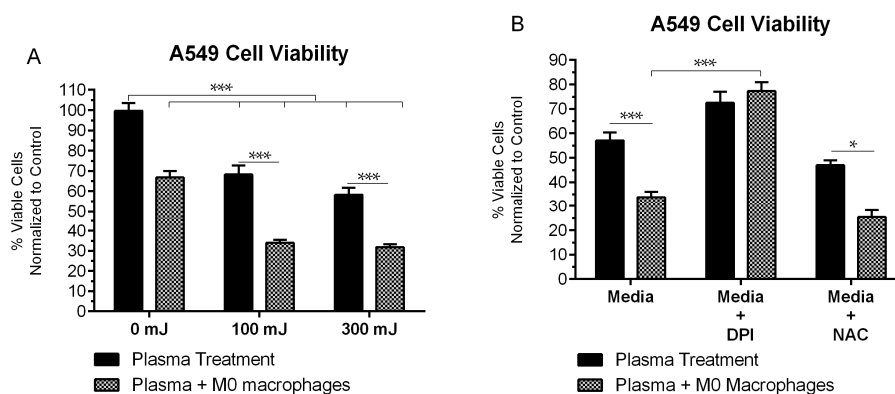 A
A549 Cell Viability
% Viable Cells
Normalized to Control
110
100
90
80
70
60
50
40
30
20
10
0
***
***
***
0 mJ
100 mJ
300 mJ
Plasma Treatment
Plasma + M0 macrophages
B
A549 Cell Viability
% Viable Cells
Normalized to Control
90
80
70
60
50
40
30
20
10
0
***
***
*
Media
Media
+
DPI
Media
+
NAC
Plasma Treatment
Plasma + M0 Macrophages